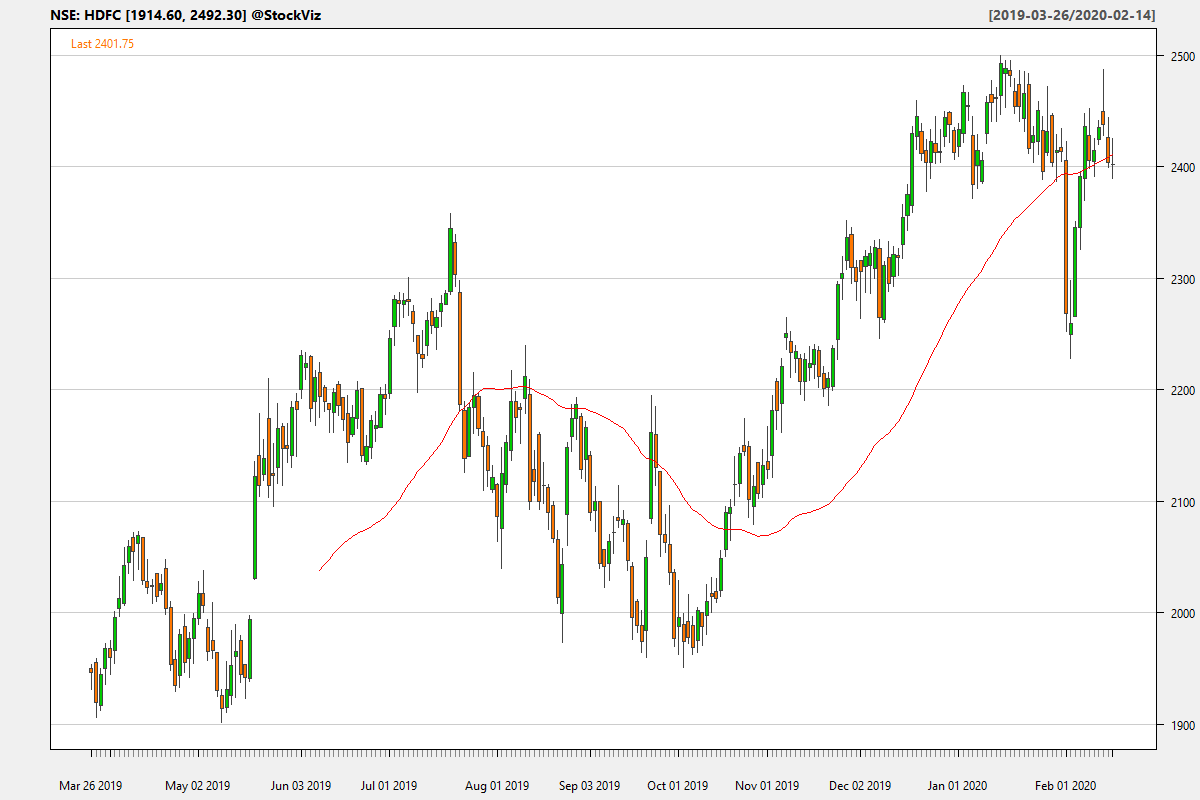 NSE: HDFC [1914.60, 2492.30] @StockViz
[2019-03-26/2020-02-14]
Last 2401.75
2500
2400
2300
2200
2100
2000
1900
Mar 26 2019 May 02 2019 Jun 03 2019 Jul 01 2019 Aug 01 2019 Sep 03 2019 Oct 01 2019 Nov 01 2019 Dec 02 2019 Jan 01 2020 Feb 01 2020